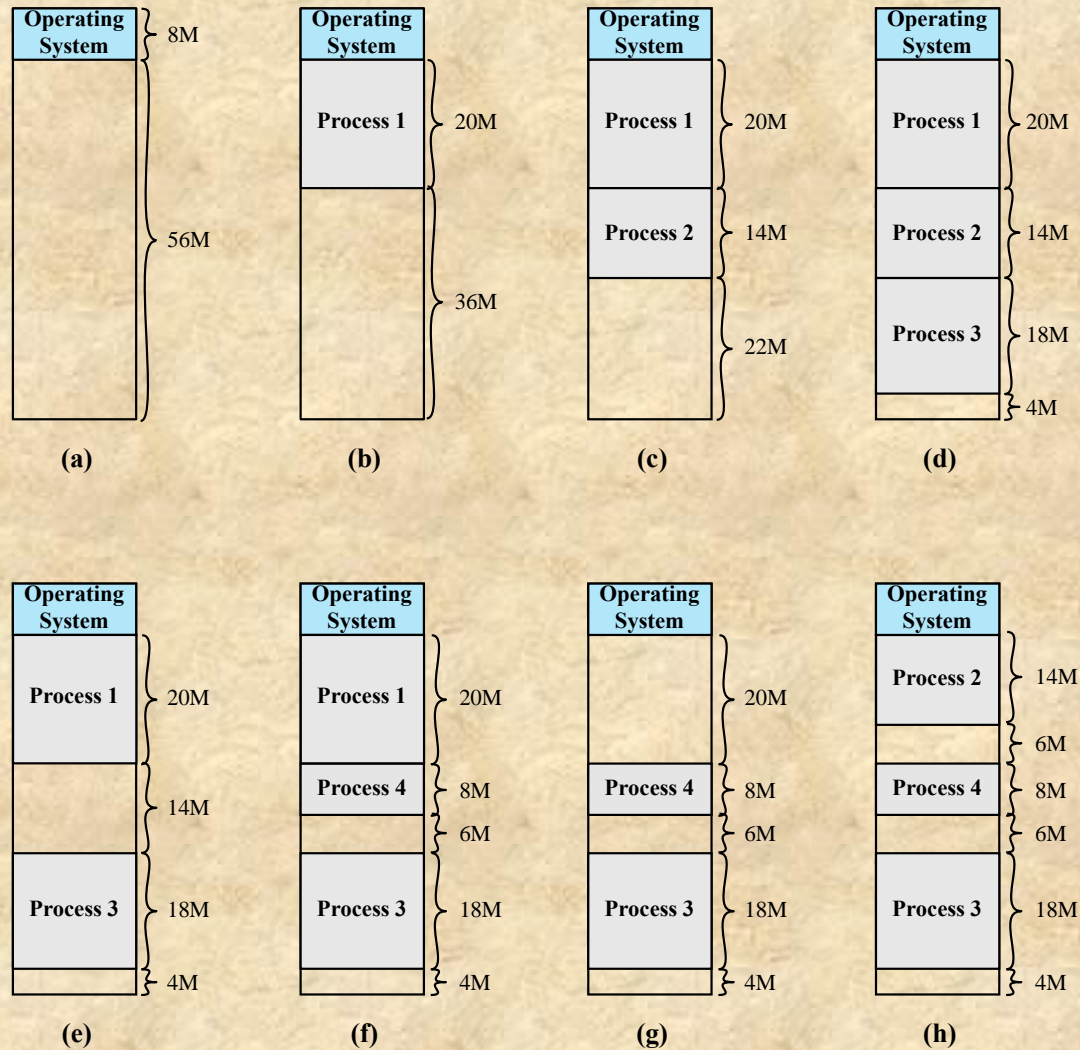 Operating
System
8M
56M
(a)
Operating
System
Process 1
20M
36M
(b)
Operating
System
Process 1
20M
Process 2
14M
22M
(c)
Operating
System
Process 1
20M
Process 2
14M
Process 3
18M
4M
(d)
Operating
System
Process 1
20M
14M
Process 3
18M
4M
(e)
Operating
System
Process 1
20M
Process 4
8M
6M
Process 3
18M
4M
(f)
Operating
System
20M
Process 4
8M
6M
Process 3
18M
4M
(g)
Operating
System
Process 2
14M
6M
Process 4
8M
6M
Process 3
18M
4M
(h)